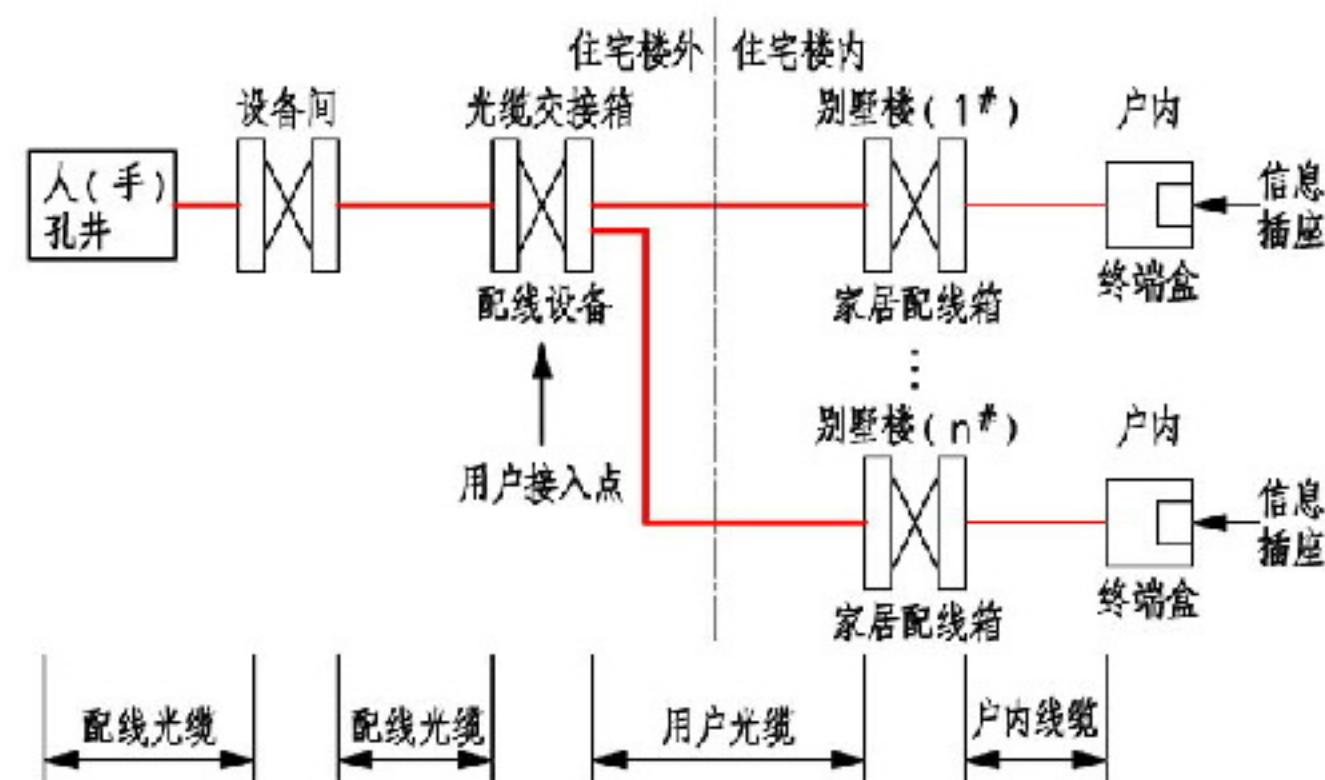 住宅楼外
住宅楼内
设备间
光缆交接箱
别墅楼(1#)
户内
人(手)
孔井
信息
插座
配线设备
家居配线箱
终端盒
用户接入点
别墅楼(n#)
户内
信息
插座
家居配线箱
终端盒
配线光缆
配线光缆
用户光缆
户内线缆